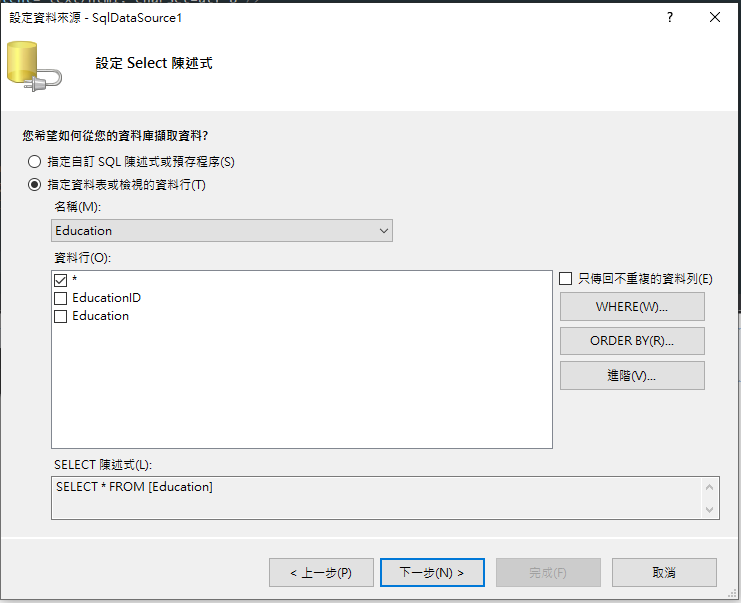 設定資料來源 - SqlDataSource1
設定 Select 陳述式
您希望如何從您的資料庫擷取資料?
指定自訂 SQL 陳述式或預存程序(S)
指定資料表或檢視的資料行(T)
名稱(M):
Education
資料行(O):
*
EducationID
Education
只傳回不重複的資料列(E)
WHERE(W)...
ORDER BY(R)...
進階(V)...
SELECT 陳述式(L):
SELECT * FROM [Education]
< 上一步(P)
下一步(N) >
完成(F)
取消